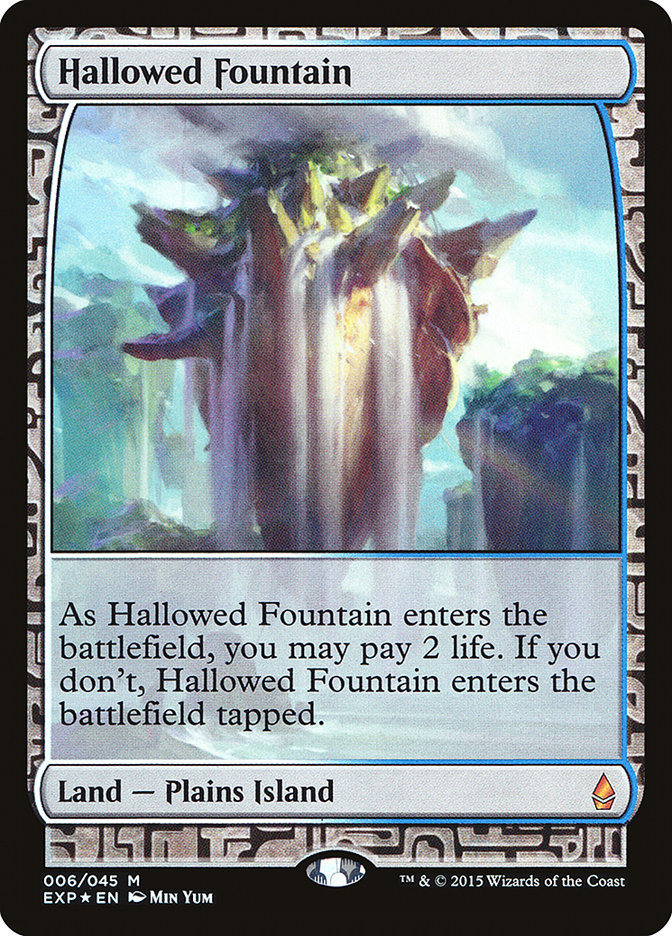 Hallowed Fountain
As Hallowed Fountain enters the
battlefield, you may pay 2 life. If you
don't, Hallowed Fountain enters the
battlefield tapped.
Land — Plains Island
006/045 M
EXP★EN Min Yum
™ & © 2015 Wizards of the Coast